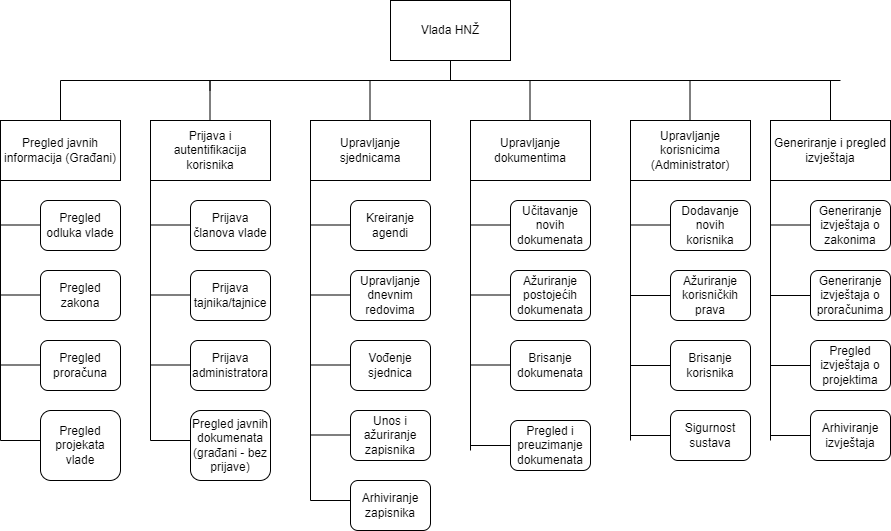 Vlada HNŽ
Pregled javnih
informacija (Građani)
Pregled
odluka vlade
Pregled
zakona
Pregled
proračuna
Pregled
projekata
vlade
Prijava i
autentifikacija
korisnika
Prijava
članova vlade
Prijava
tajnika/tajnice
Prijava
administratora
Pregled javnih
dokumenata
(građani - bez
prijave)
Upravljanje
sjednicama
Kreiranje
agendi
Upravljanje
dnevnim
redovima
Vođenje
sjednica
Unos i
ažuriranje
zapisnika
Arhiviranje
zapisnika
Upravljanje
dokumentima
Učitavanje
novih
dokumenata
Ažuriranje
postojećih
dokumenata
Brisanje
dokumenata
Pregled i
preuzimanje
dokumenata
Upravljanje
korisnicima
(Administrator)
Dodavanje
novih
korisnika
Ažuriranje
korisničkih
prava
Brisanje
korisnika
Sigurnost
sustava
Generiranje i pregled
izvještaja
Generiranje
izvještaja o
zakonima
Generiranje
izvještaja o
proračunima
Pregled
izvještaja o
projektima
Arhiviranje
izvještaja